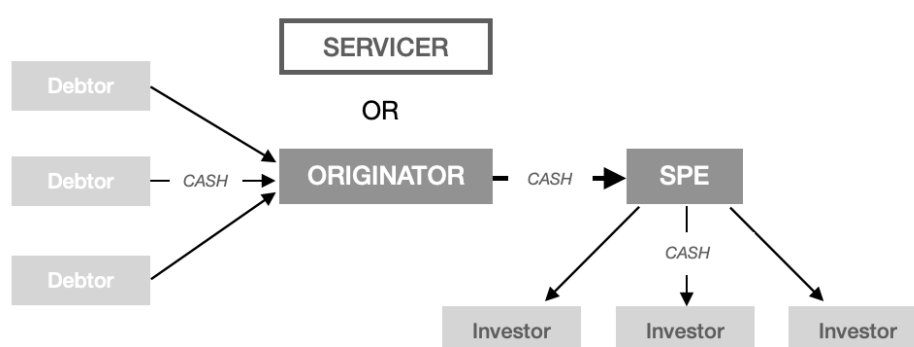 SERVICER
Debtor
OR
Debtor
CASH
ORIGINATOR
CASH
SPE
CASH
Debtor
Investor
Investor
Investor